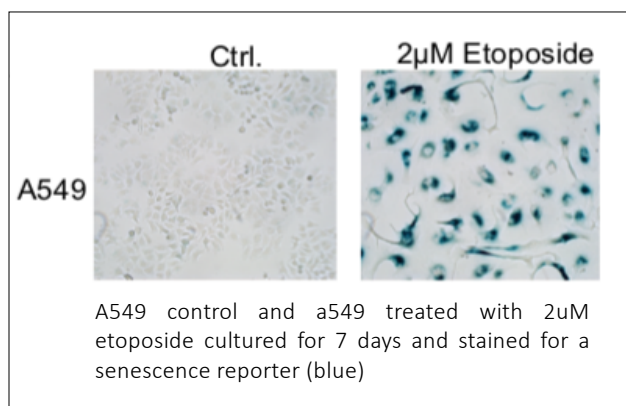 Ctrl. 2µM Etoposide
A549
A549 control and a549 treated with 2uM
etoposide cultured for 7 days and stained for a
senescence reporter (blue)